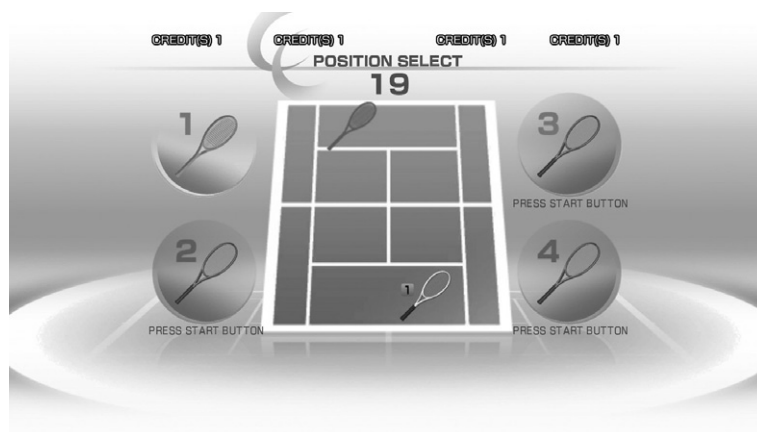 CREDIT(S) 1 CREDIT(S) 1 CREDIT(S) 1 CREDIT(S) 1
POSITION SELECT
19
1
3
PRESS START BUTTON
2
4
1
PRESS START BUTTON
PRESS START BUTTON